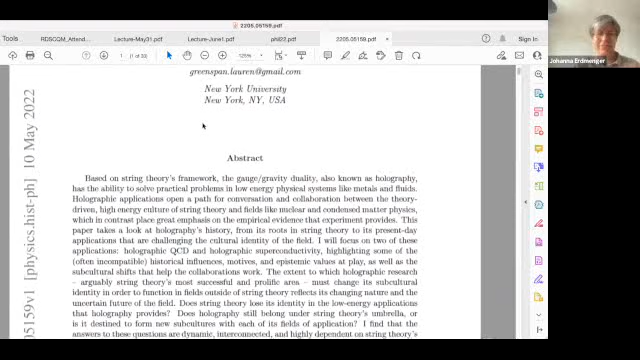 2205.05159.pdf
Tools
RDSCQM_Attend
Lecture-May31.pdf
Lecture-June1.pdf
phil22.pdf
2205.05159.pdf
Sign In
1
(1 of 33)
125%
greenspan.lauren@gmail.com
New York University
New York, NY, USA
Abstract
Based on string theory's framework, the gauge/gravity duality, also known as holography,
has the ability to solve practical problems in low energy physical systems like metals and fluids.
Holographic applications open a path for conversation and collaboration between the theory-
driven, high energy culture of string theory and fields like nuclear and condensed matter physics,
which in contrast place great emphasis on the empirical evidence that experiment provides. This
paper takes a look at holography's history, from its roots in string theory to its present-day
applications that are challenging the cultural identity of the field. I will focus on two of these
applications: holographic QCD and holographic superconductivity, highlighting some of the
(often incompatible) historical influences, motives, and epistemic values at play, as well as the
subcultural shifts that help the collaborations work. The extent to which holographic research
– arguably string theory's most successful and prolific area – must change its subcultural
identity in order to function in fields outside of string theory reflects its changing nature and the
uncertain future of the field. Does string theory lose its identity in the low-energy applications
that holography provides? Does holography still belong under string theory's umbrella, or
is it destined to form new subcultures with each of its fields of application? I find that the
answers to these questions are dynamic, interconnected, and highly dependent on string theory's
05159v1 [physics.hist-ph] 10 May 2022
Johanna Erdmenger